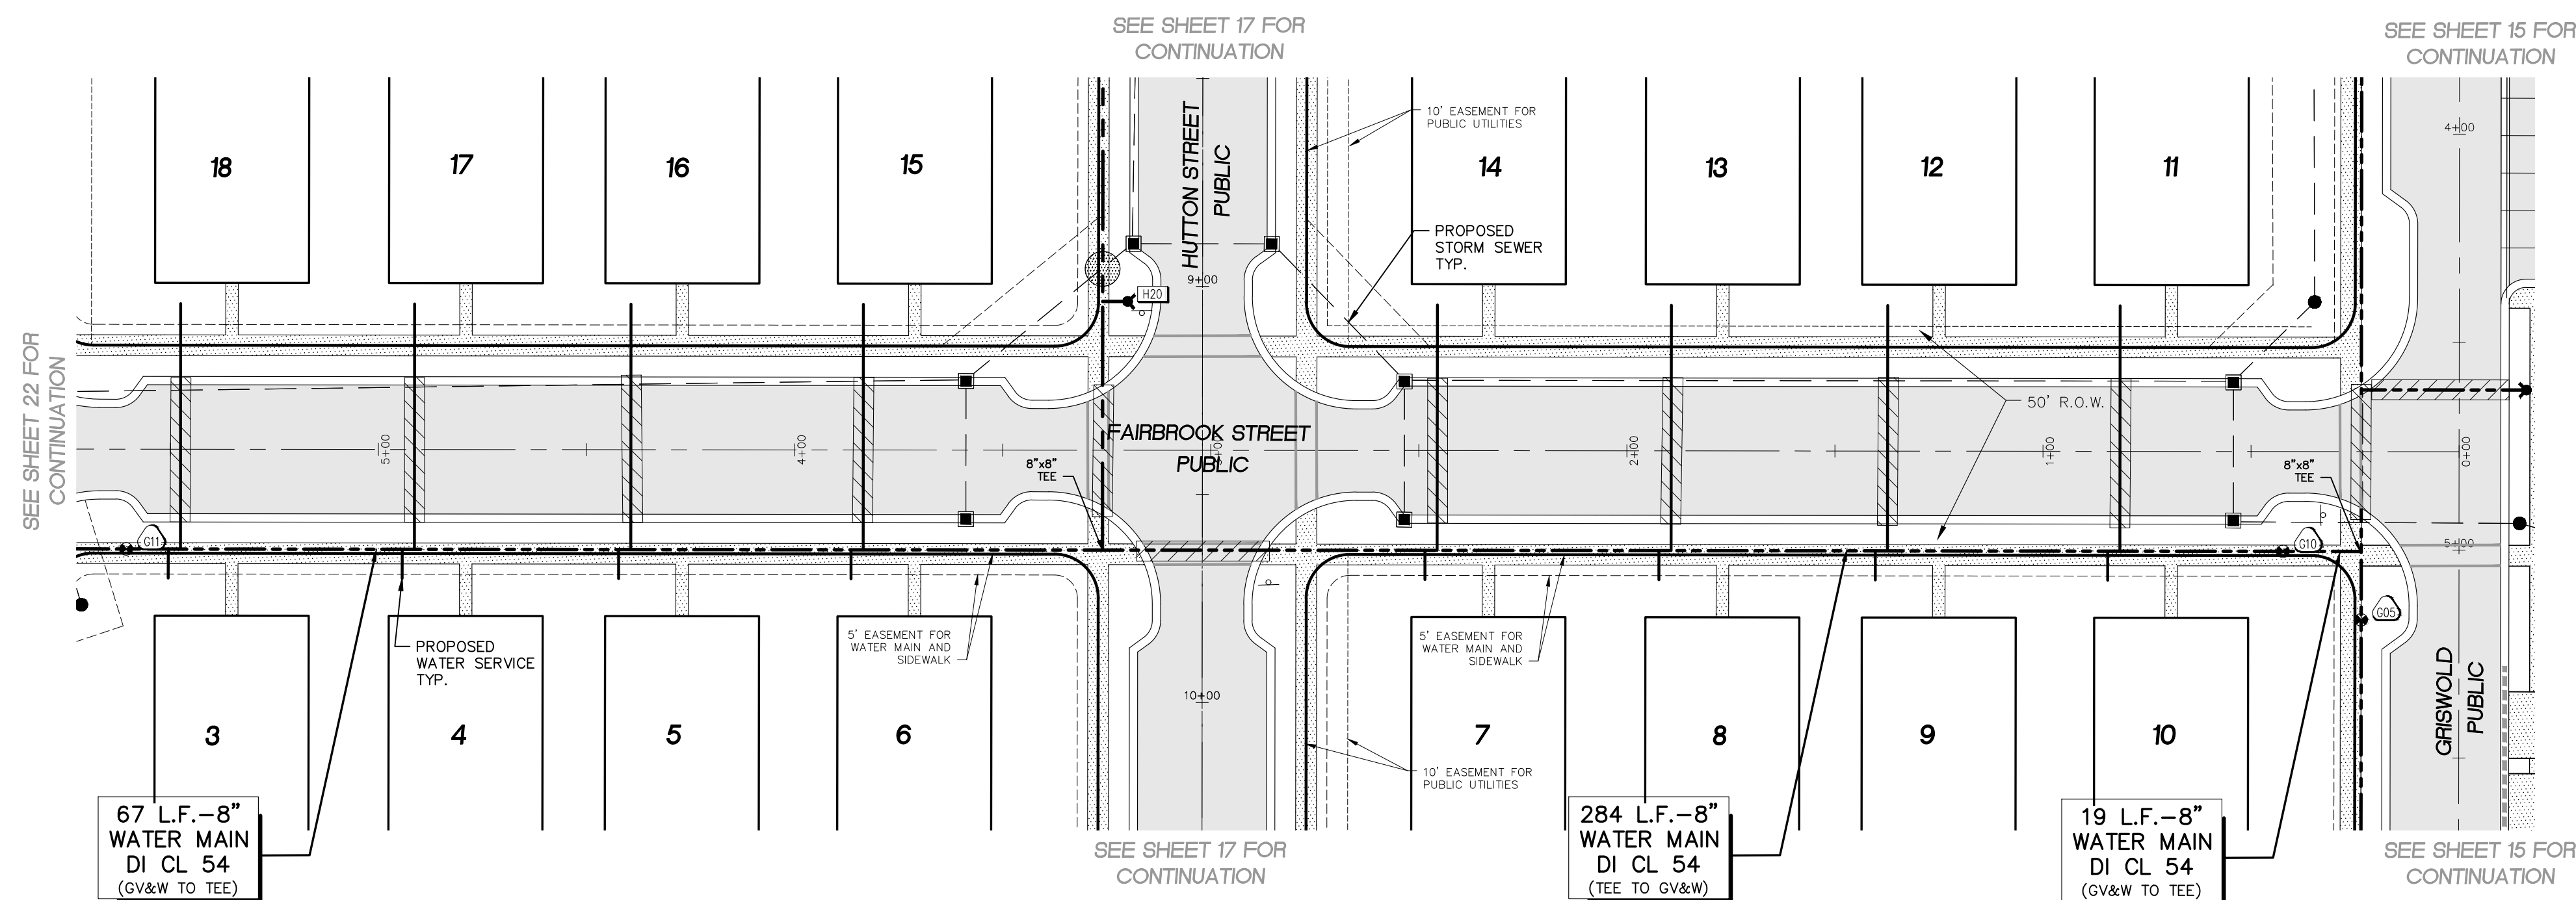 SEE SHEET 17 FOR
CONTINUATION
SEE SHEET 15 FOR
CONTINUATION
18
17
16
15
HUTTON STREET
PUBLIC
10' EASEMENT FOR
PUBLIC UTILITIES
14
13
12
11
4+00
PROPOSED
STORM SEWER
TYP.
9+00
H20
SEE SHEET 22 FOR
CONTINUATION
5+00
4+00
FAIRBROOK STREET
PUBLIC
8"x8"
TEE
2+00
50' R.O.W.
1+00
8"x8"
TEE
0+00
G11
G10
5+00
G05
PROPOSED
WATER SERVICE
TYP.
5' EASEMENT FOR
WATER MAIN AND
SIDEWALK
5' EASEMENT FOR
WATER MAIN AND
SIDEWALK
10+00
GRISWOLD
PUBLIC
3
4
5
6
7
8
9
10
10' EASEMENT FOR
PUBLIC UTILITIES
67 L.F.-8"
WATER MAIN
DI CL 54
(GV&W TO TEE)
284 L.F.-8"
WATER MAIN
DI CL 54
(TEE TO GV&W)
19 L.F.-8"
WATER MAIN
DI CL 54
(GV&W TO TEE)
SEE SHEET 17 FOR
CONTINUATION
SEE SHEET 15 FOR
CONTINUATION